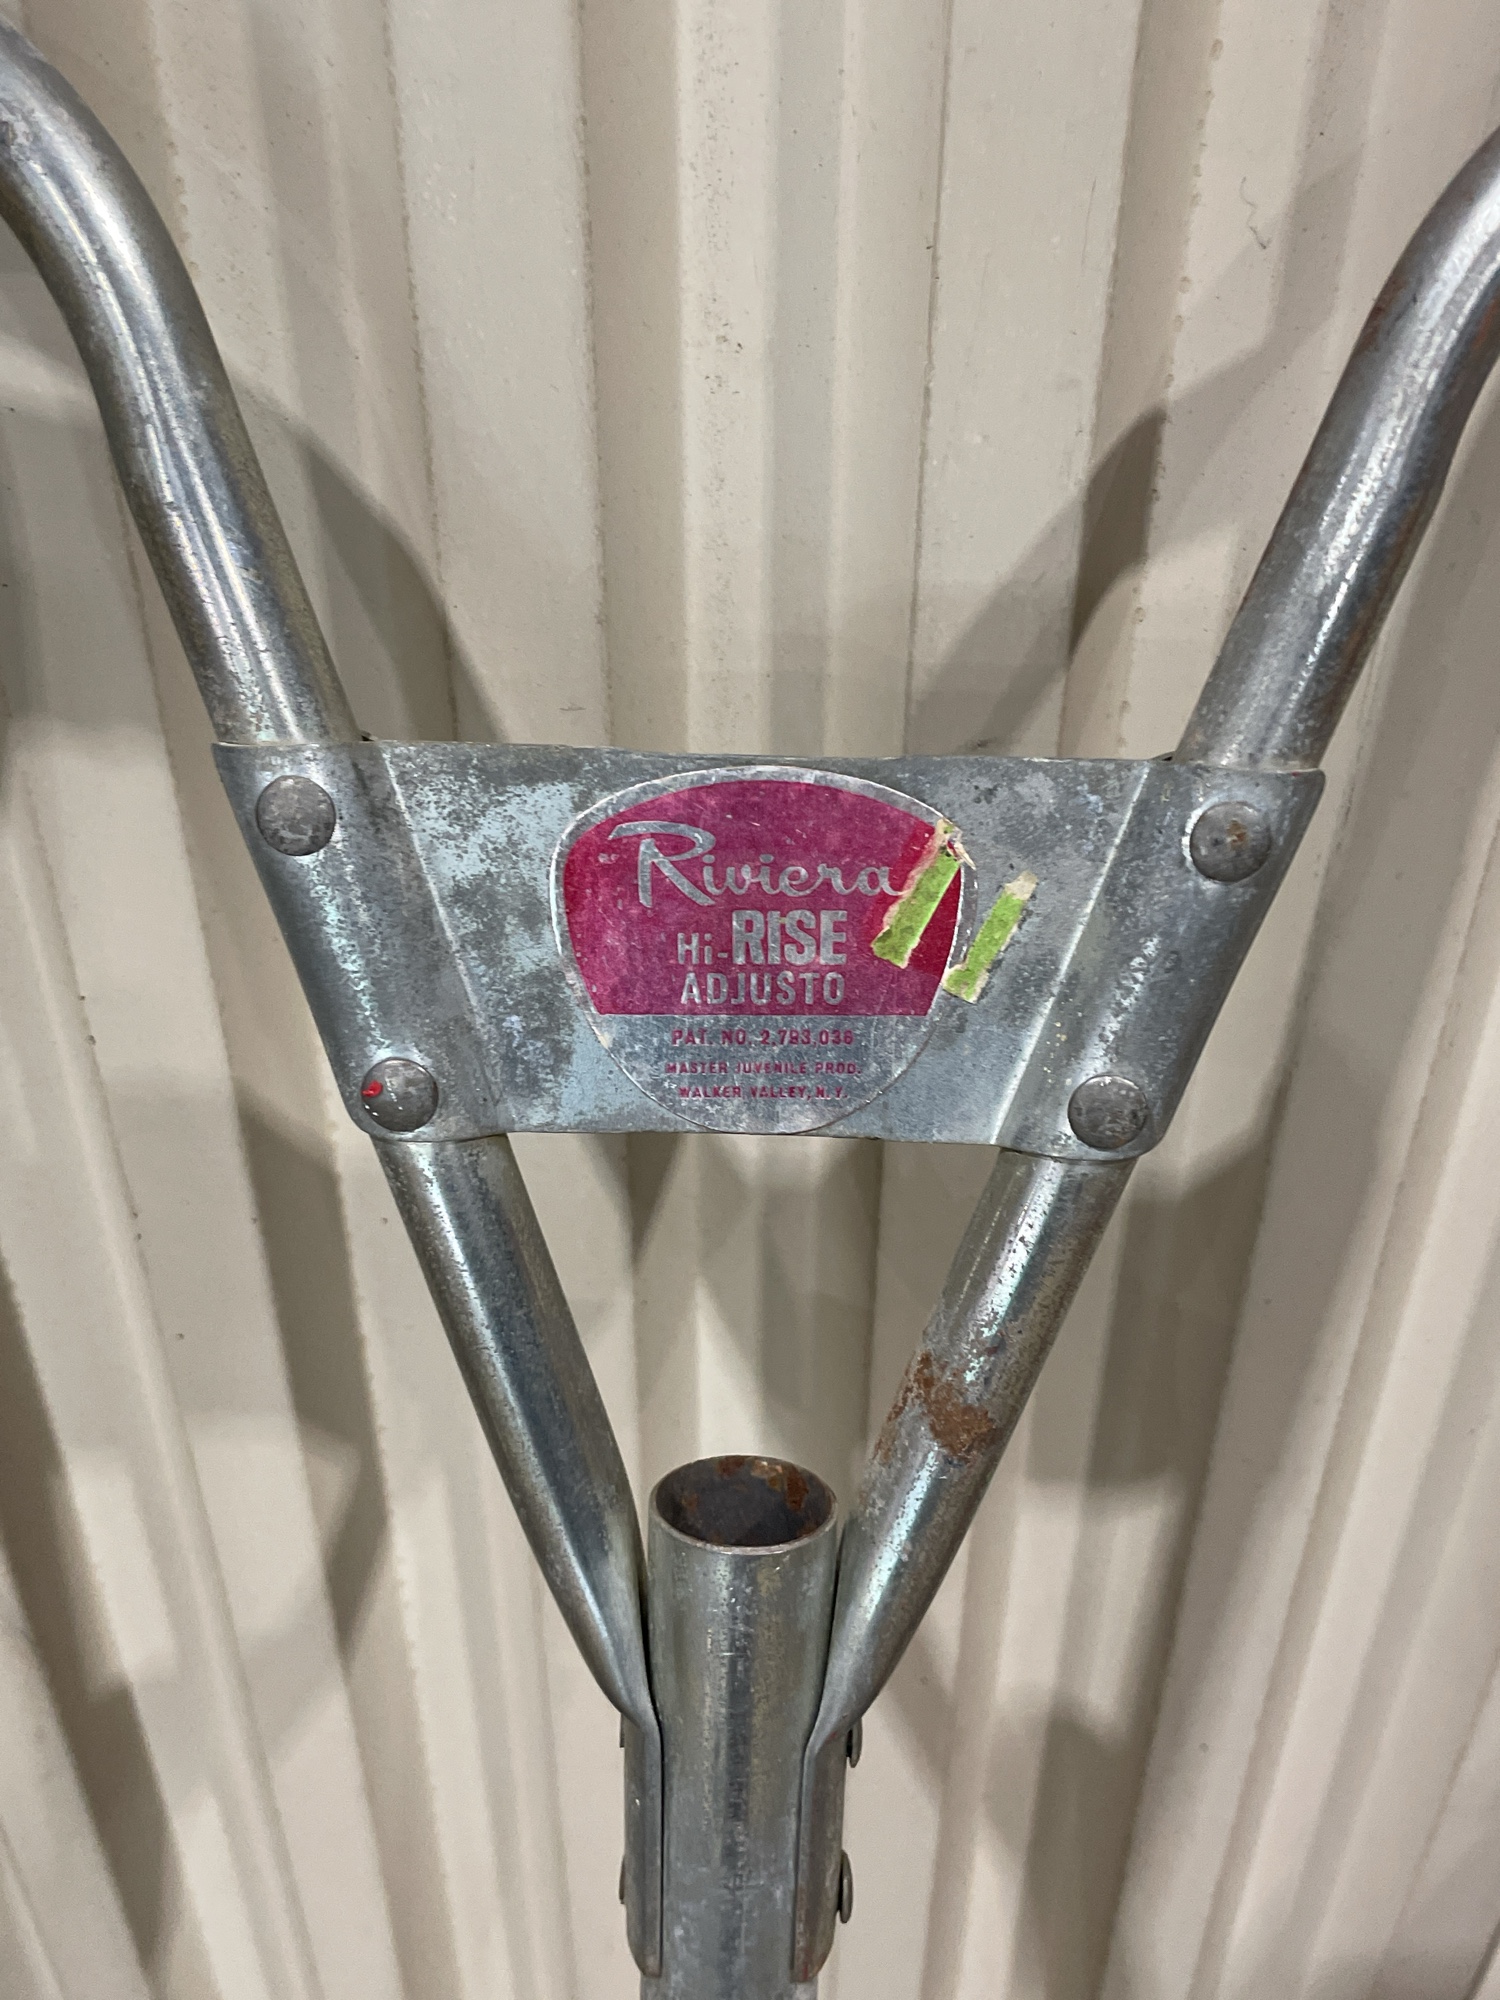 Riviera
Hi-RISE
ADJUSTO
PAT. NO. 2,793,036
MASTER JUVENILE PROD.
WALKER VALLEY, N.Y.